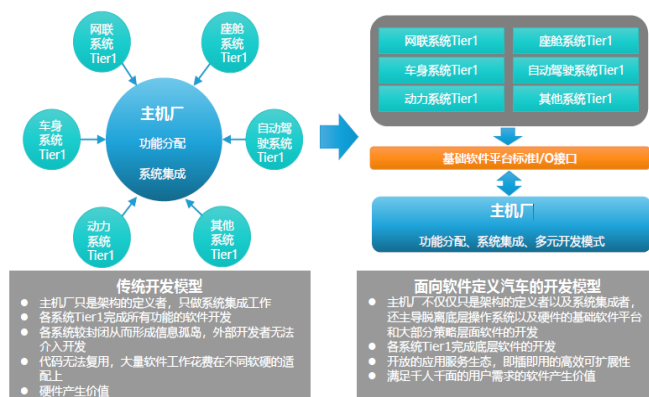 网联
系统
Tier1
座舱
系统
Tier1
车身
系统
Tier1
主机厂
功能分配
系统集成
自动驾
驶系统
Tier1
动力
系统
Tier1
其他
系统
Tier1
网联系统Tier1
座舱系统Tier1
车身系统Tier1
自动驾驶系统Tier1
动力系统Tier1
其他系统Tier1
基础软件平台标准I/O接口
主机厂
功能分配、系统集成、多元开发模式
传统开发模型
● 主机厂只是架构的定义者，只做系统集成工作
● 各系统Tier1完成所有功能的软件开发
● 各系统较封闭从而形成信息孤岛，外部开发者无法
介入开发
● 代码无法复用，大量软件工作花费在不同软硬的适
配上
● 硬件产生价值
面向软件定义汽车的开发模型
● 主机厂不仅仅只是架构的定义者以及系统集成者，
还主导脱离底层操作系统以及硬件的基础软件平台
和大部分策略层面软件的开发
● 各系统Tier1完成底层软件的开发
● 开放的应用服务生态，即插即用的高效可扩展性
● 满足千人千面的用户需求的软件产生价值